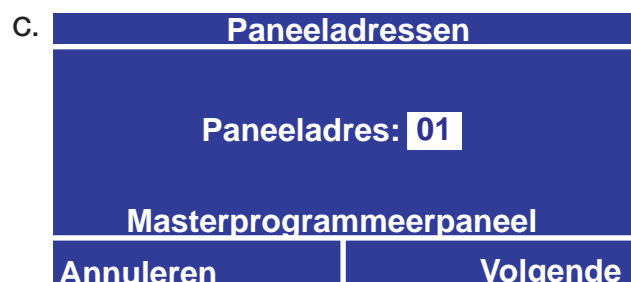 C. Paneeladressen
Paneeladres: 01
Masterprogrammeerpaneel
Annuleren Volgende